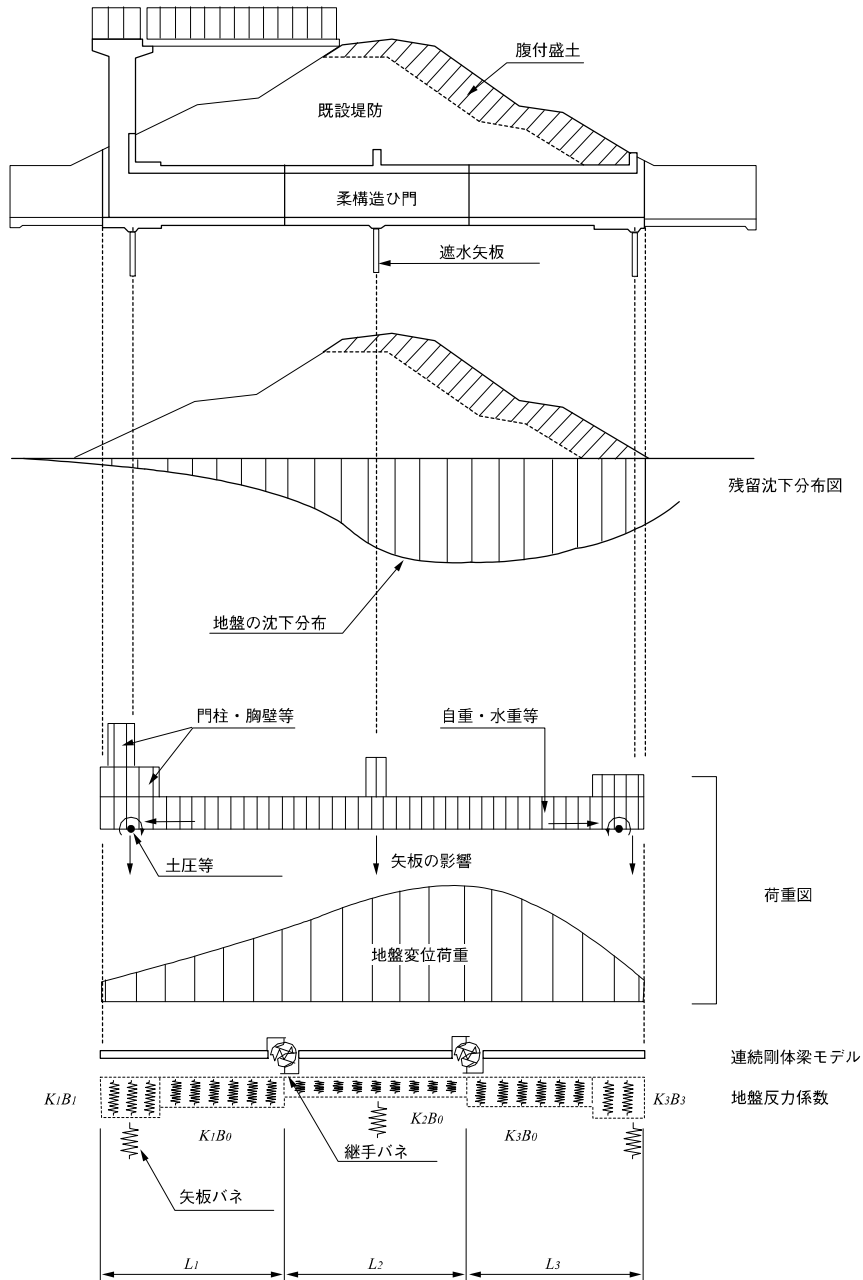 腹付盛土
既設堤防
柔構造ひ門
遮水矢板
残留沈下分布図
地盤の沈下分布
門柱・胸壁等
自重・水重等
土圧等
矢板の影響
荷重図
地盤変位荷重
連続剛体梁モデル
K1B1
K3B3
地盤反力係数
K2B0
K1B0
K3B0
継手バネ
矢板バネ
L1
L2
L3